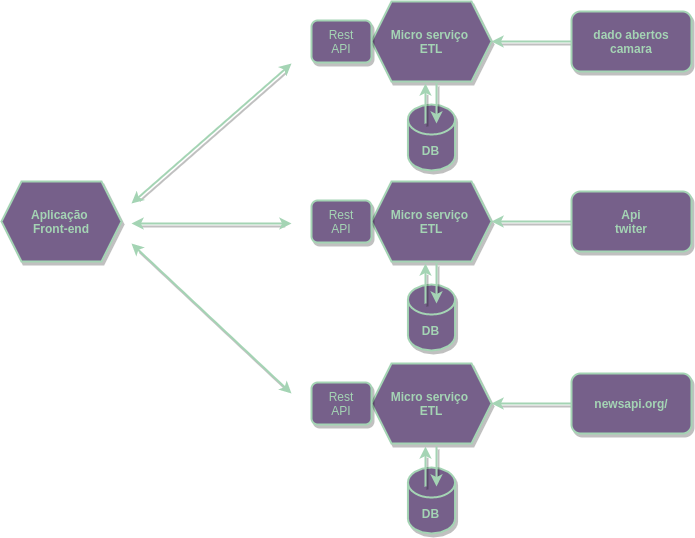 Rest
API
Micro serviço
ETL
dado abertos
camara
DB
Aplicação
Front-end
Rest
API
Micro serviço
ETL
Api
twiter
DB
Rest
API
Micro serviço
ETL
newsapi.org/
DB